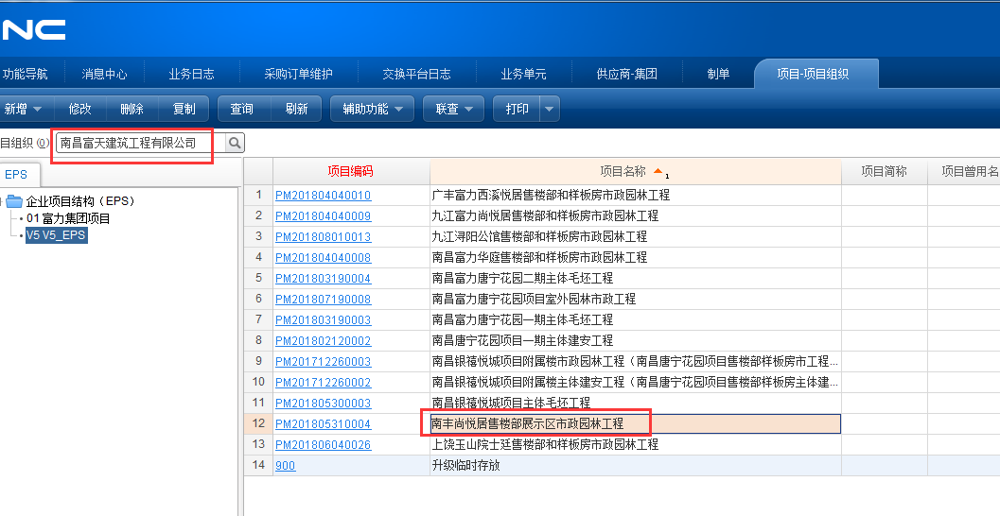 NC
功能导航 消息中心 业务日志 采购订单维护 交换平台日志 业务单元 供应商-集团 制单 项目-项目组织
新增 修改 删除 复制 查询 刷新 辅助功能 联查 打印
目组织(O) 南昌富天建筑工程有限公司
EPS
企业项目结构（EPS）
01 富力集团项目
V5 V5_EPS
项目编码 项目名称 1 项目简称 项目曾用名
1 PM201804040010 广丰富力西溪悦居售楼部和样板房市政园林工程
2 PM201804040009 九江富力尚悦居售楼部和样板房市政园林工程
3 PM201808010013 九江浔阳公馆售楼部和样板房市政园林工程
4 PM201804040008 南昌富力华庭售楼部和样板房市政园林工程
5 PM201803190004 南昌富力唐宁花园二期主体毛坯工程
6 PM201807190008 南昌富力唐宁花园项目室外园林市政工程
7 PM201803190003 南昌富力唐宁花园一期主体毛坯工程
8 PM201802120002 南昌唐宁花园项目一期主体建安工程
9 PM201712260003 南昌银禧悦城项目附属楼市政园林工程（南昌唐宁花园项目售楼部样板房市工程...
10 PM201712260002 南昌银禧悦城项目附属楼主体建安工程（南昌唐宁花园项目售楼部样板房主体建...
11 PM201805300003 南昌银禧悦城项目主体毛坯工程
12 PM201805310004 南丰尚悦居售楼部展示区市政园林工程
13 PM201806040026 上饶玉山院士廷售楼部和样板房市政园林工程
14 900 升级临时存放